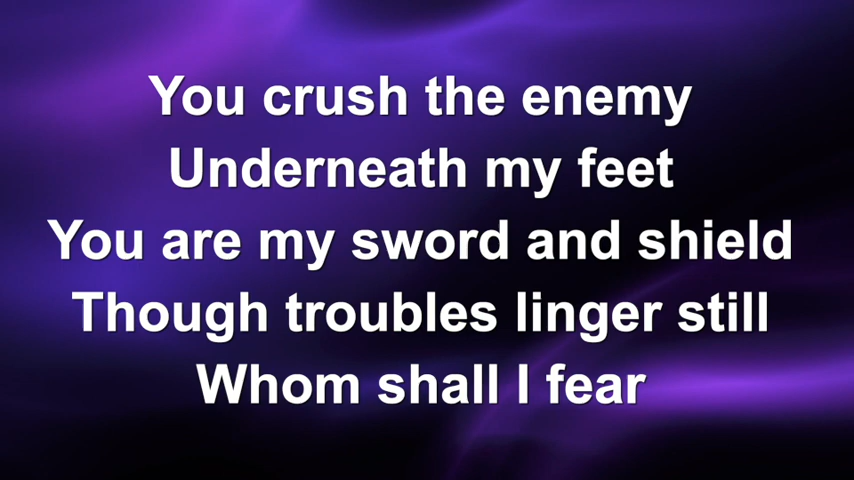 You crush the enemy
Underneath my feet
You are my sword and shield
Though troubles linger still
Whom shall I fear